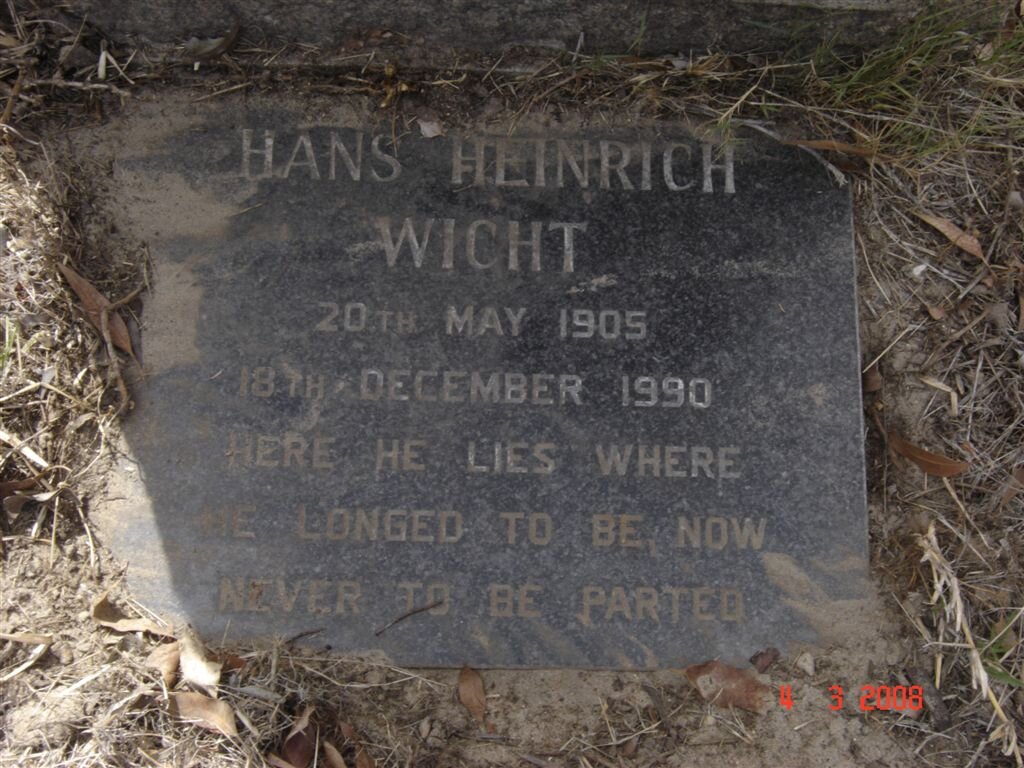 HANS HEINRICH
WICHT
20TH MAY 1905
18TH DECEMBER 1990
HERE HE LIES WHERE
HE LONGED TO BE, NOW
NEVER TO BE PARTED
4 3 2008